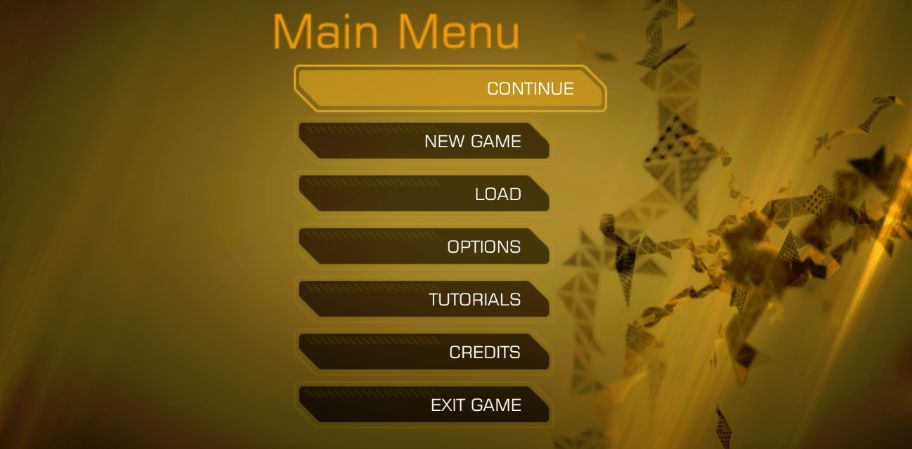 Main Menu
CONTINUE
NEW GAME
LOAD
OPTIONS
TUTORIALS
CREDITS
EXIT GAME